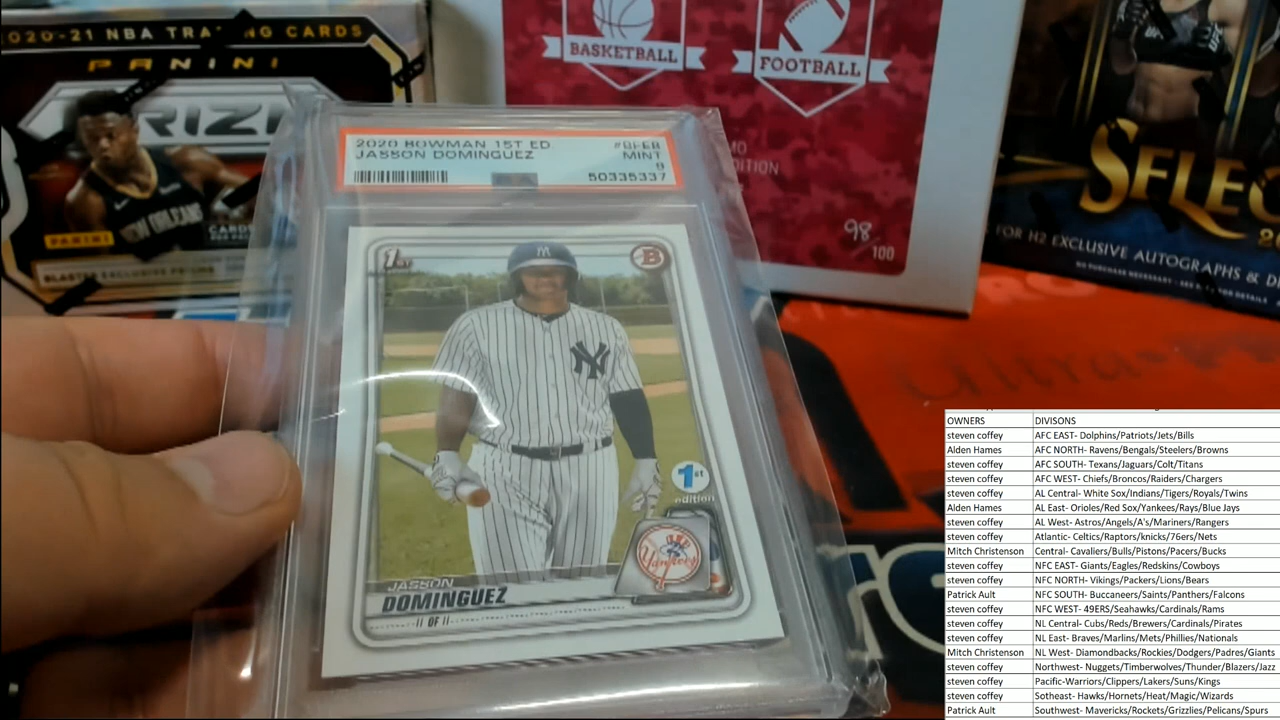 2020-21 NBA TRADING CARDS
PANINI
PRIZM
NEW ORLEANS
PANINI
CARDS
BLASTER EXCLUSIVE
BASKETBALL
FOOTBALL
98
/100
SELEC
FOR H2 EXCLUSIVE AUTOGRAPHS & D
UFC
2020 BOWMAN 1ST ED
JASSON DOMINGUEZ
MINT
9
50335337
1st
B
NY
NY
1st
edition
Yankees
JASSON
DOMINGUEZ
OF
OWNERS DIVISONS
steven coffey AFC EAST- Dolphins/Patriots/Jets/Bills
Alden Hames AFC NORTH- Ravens/Bengals/Steelers/Browns
steven coffey AFC SOUTH- Texans/Jaguars/Colt/Titans
steven coffey AFC WEST- Chiefs/Broncos/Raiders/Chargers
steven coffey AL Central- White Sox/Indians/Tigers/Royals/Twins
Alden Hames AL East- Orioles/Red Sox/Yankees/Rays/Blue Jays
steven coffey AL West- Astros/Angels/A's/Mariners/Rangers
steven coffey Atlantic- Celtics/Raptors/knicks/76ers/Nets
Mitch Christenson Central- Cavaliers/Bulls/Pistons/Pacers/Bucks
steven coffey NFC EAST- Giants/Eagles/Redskins/Cowboys
steven coffey NFC NORTH- Vikings/Packers/Lions/Bears
Patrick Ault NFC SOUTH- Buccaneers/Saints/Panthers/Falcons
steven coffey NFC WEST- 49ERS/Seahawks/Cardinals/Rams
steven coffey NL Central- Cubs/Reds/Brewers/Cardinals/Pirates
steven coffey NL East- Braves/Marlins/Mets/Phillies/Nationals
Mitch Christenson NL West- Diamondbacks/Rockies/Dodgers/Padres/Giants
steven coffey Northwest- Nuggets/Timberwolves/Thunder/Blazers/Jazz
steven coffey Pacific-Warriors/Clippers/Lakers/Suns/Kings
steven coffey Sotheast- Hawks/Hornets/Heat/Magic/Wizards
Patrick Ault Southwest- Mavericks/Rockets/Grizzlies/Pelicans/Spurs